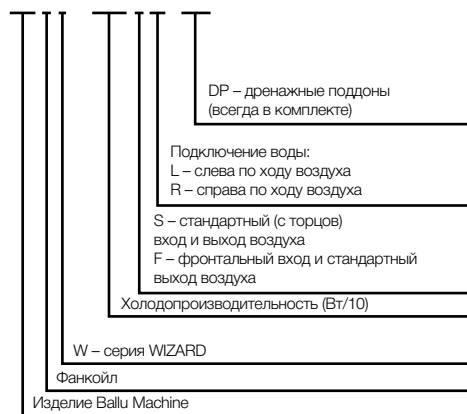 DP – дренажные поддоны
(всегда в комплекте)
Подключение воды:
L – слева по ходу воздуха
R – справа по ходу воздуха
S – стандартный (с торцов)
вход и выход воздуха
F – фронтальный вход и стандартный
выход воздуха
Холодопроизводительность (Вт/10)
W – серия WIZARD
Фанкойл
Изделие Ballu Machine